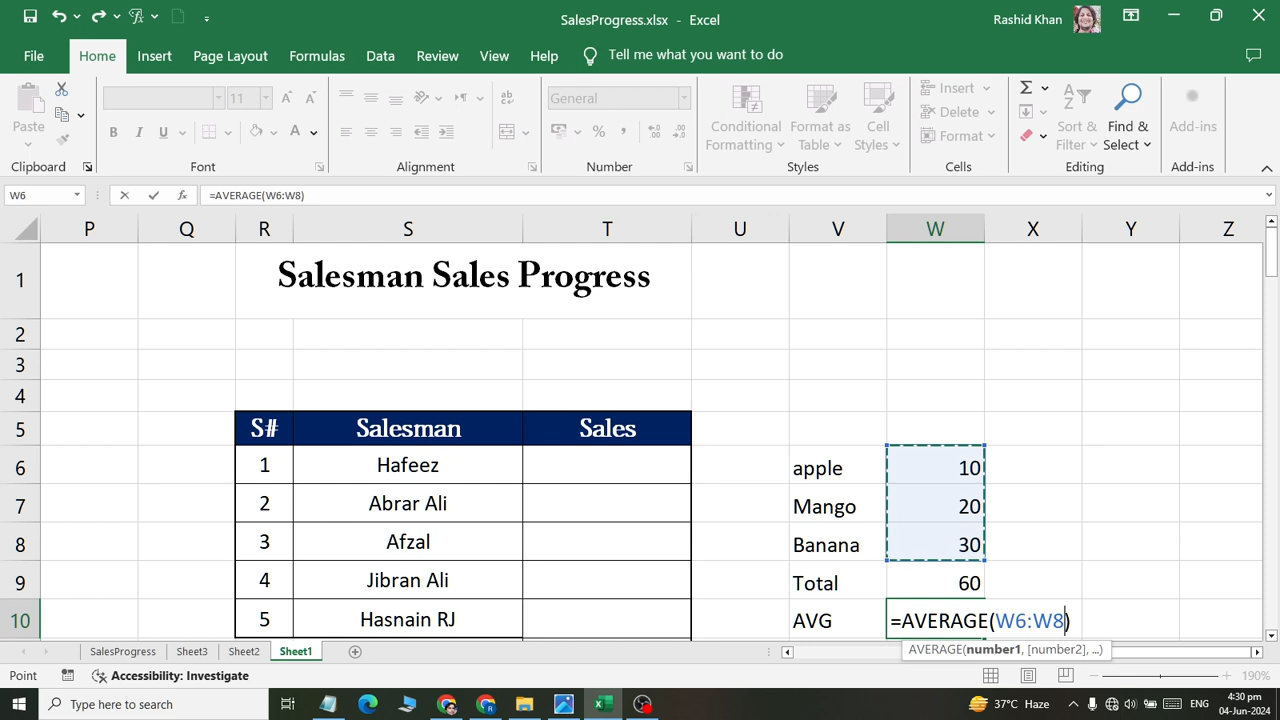 SalesProgress.xlsx - Excel
Rashid Khan
File Home Insert Page Layout Formulas Data Review View Help Tell me what you want to do
Paste
Clipboard
11
Font
Alignment
General
Number
Conditional Formatting
Format as Table
Cell Styles
Styles
Insert
Delete
Format
Cells
Sort & Filter
Find & Select
Editing
Add-ins
Add-ins
W6
=AVERAGE(W6:W8)
P Q R S T U V W X Y Z
1 Salesman Sales Progress
2
3
4
5 S# Salesman Sales
6 1 Hafeez apple 10
7 2 Abrar Ali Mango 20
8 3 Afzal Banana 30
9 4 Jibran Ali Total 60
10 5 Hasnain RJ AVG =AVERAGE(W6:W8)
AVERAGE(number1, [number2], ...)
SalesProgress Sheet3 Sheet2 Sheet1
Point Accessibility: Investigate 190%
Type here to search
37°C Haze
ENG
4:30 pm
04-Jun-2024